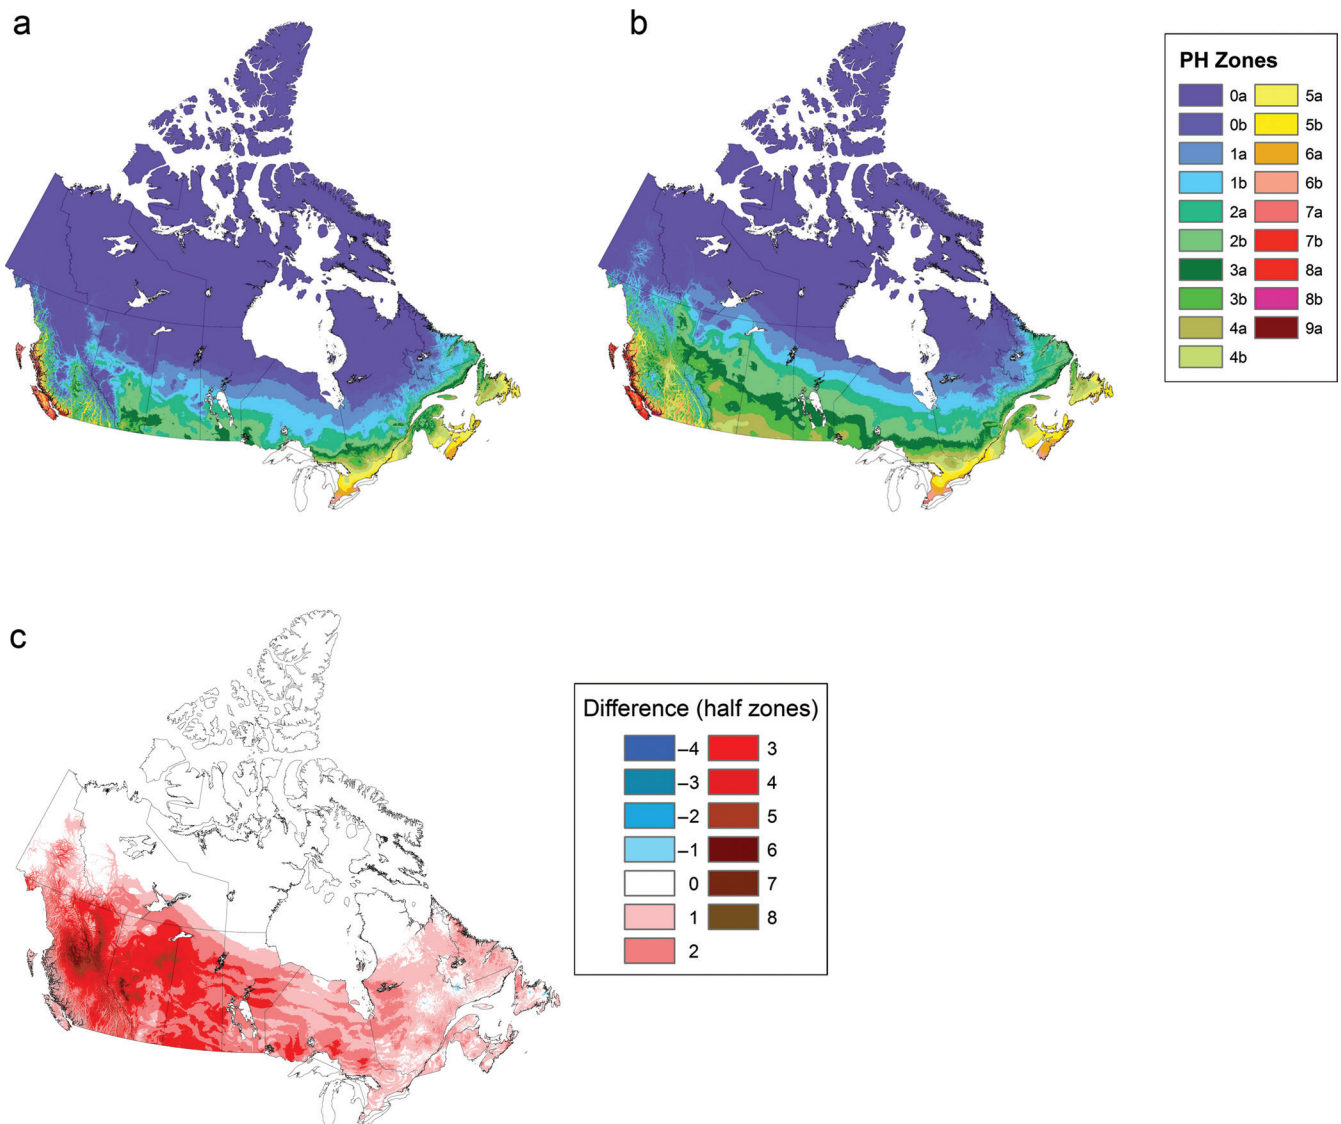 a
b
PH Zones
0a 5a
0b 5b
1a 6a
1b 6b
2a 7a
2b 7b
3a 8a
3b 8b
4a 9a
4b
c
Difference (half zones)
–4 3
–3 4
–2 5
–1 6
0 7
1 8
2